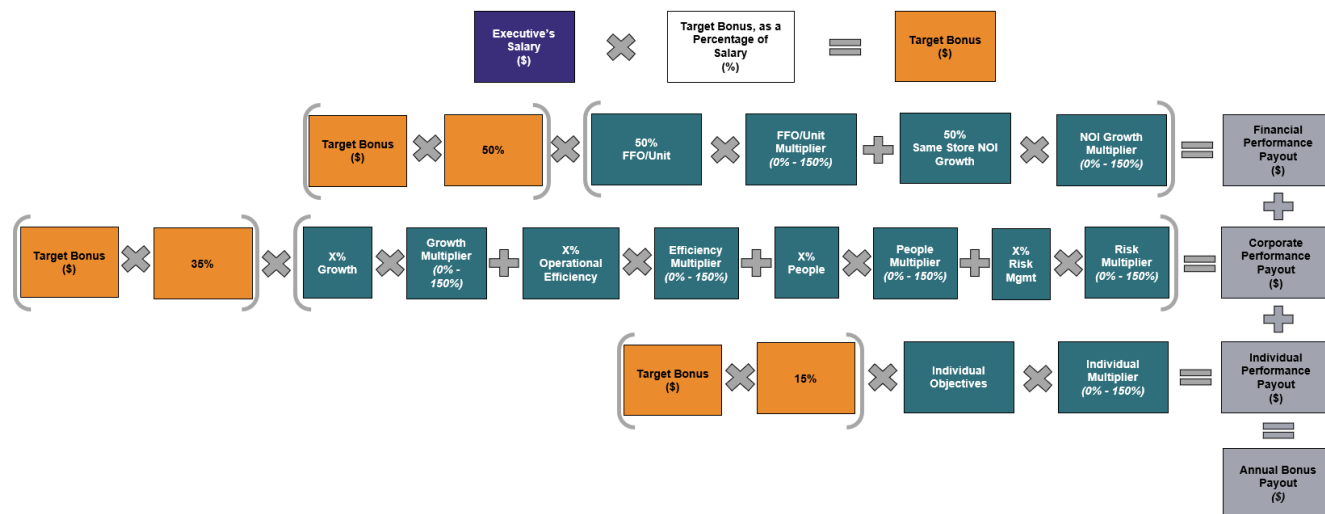 Executive's
Salary
($)
Target Bonus, as a
Percentage of
Salary
(%)
Target Bonus
($)
Target Bonus
($)
50%
50%
FFO/Unit
FFO/Unit
Multiplier
(0% - 150%)
50%
Same Store NOI
Growth
NOI Growth
Multiplier
(0% - 150%)
Financial
Performance
Payout
($)
Target Bonus
($)
35%
X%
Growth
Growth
Multiplier
(0% -
150%)
X%
Operational
Efficiency
Efficiency
Multiplier
(0% - 150%)
X%
People
People
Multiplier
(0% - 150%)
X%
Risk
Mgmt
Risk
Multiplier
(0% - 150%)
Corporate
Performance
Payout
($)
Target Bonus
($)
15%
Individual
Objectives
Individual
Multiplier
(0% - 150%)
Individual
Performance
Payout
($)
Annual Bonus
Payout
($)